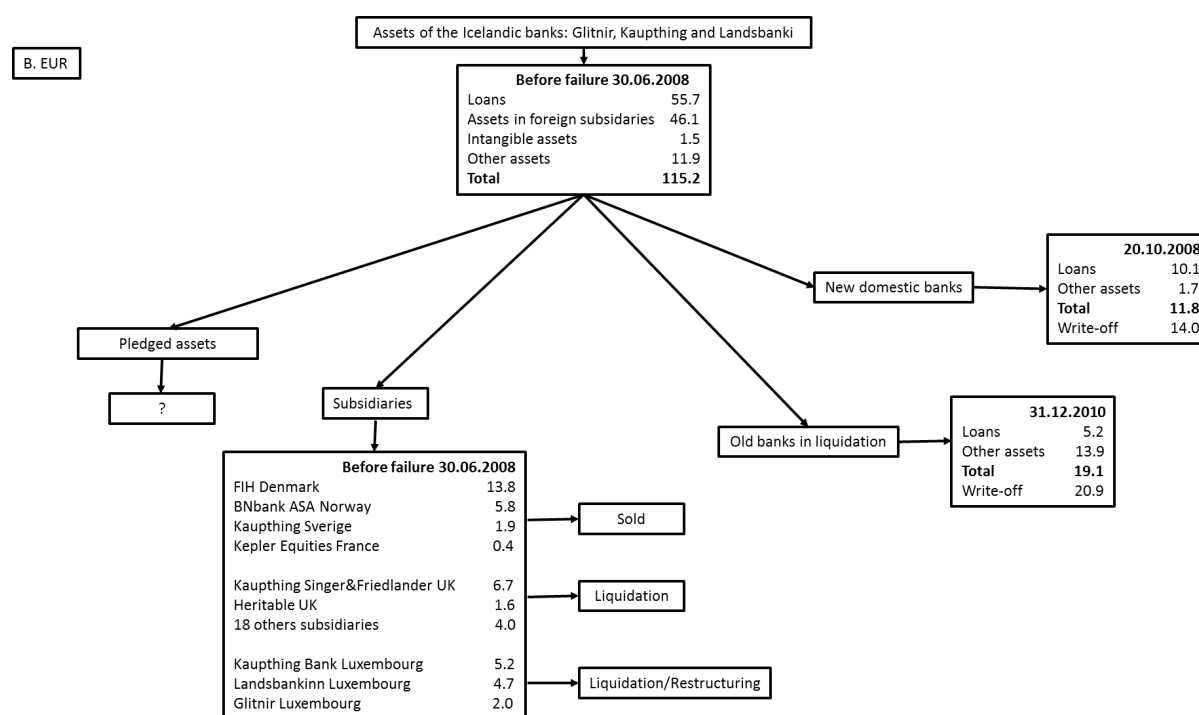 Assets of the Icelandic banks: Glitnir, Kaupthing and Landsbanki
B. EUR
Before failure 30.06.2008
Loans 55.7
Assets in foreign subsidaries 46.1
Intangible assets 1.5
Other assets 11.9
Total 115.2
20.10.2008
Loans 10.1
Other assets 1.7
Total 11.8
Write-off 14.0
New domestic banks
Pledged assets
?
Subsidiaries
Old banks in liquidation
31.12.2010
Loans 5.2
Other assets 13.9
Total 19.1
Write-off 20.9
Before failure 30.06.2008
FIH Denmark 13.8
BNbank ASA Norway 5.8
Kaupthing Sverige 1.9
Kepler Equities France 0.4
Sold
Kaupthing Singer&Friedlander UK 6.7
Heritable UK 1.6
18 others subsidiaries 4.0
Liquidation
Kaupthing Bank Luxembourg 5.2
Landsbankinn Luxembourg 4.7
Glitnir Luxembourg 2.0
Liquidation/Restructuring